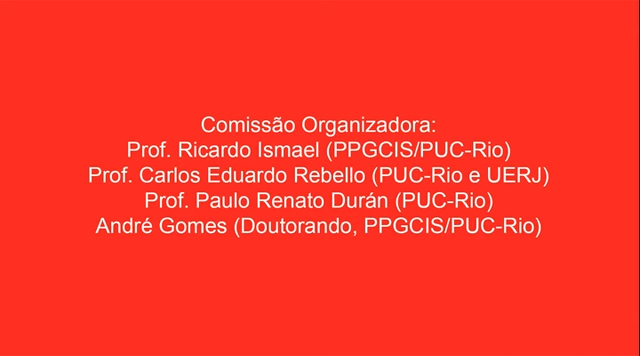 Comissão Organizadora:
Prof. Ricardo Ismael (PPGCIS/PUC-Rio)
Prof. Carlos Eduardo Rebello (PUC-Rio e UERJ)
Prof. Paulo Renato Durán (PUC-Rio)
André Gomes (Doutorando, PPGCIS/PUC-Rio)